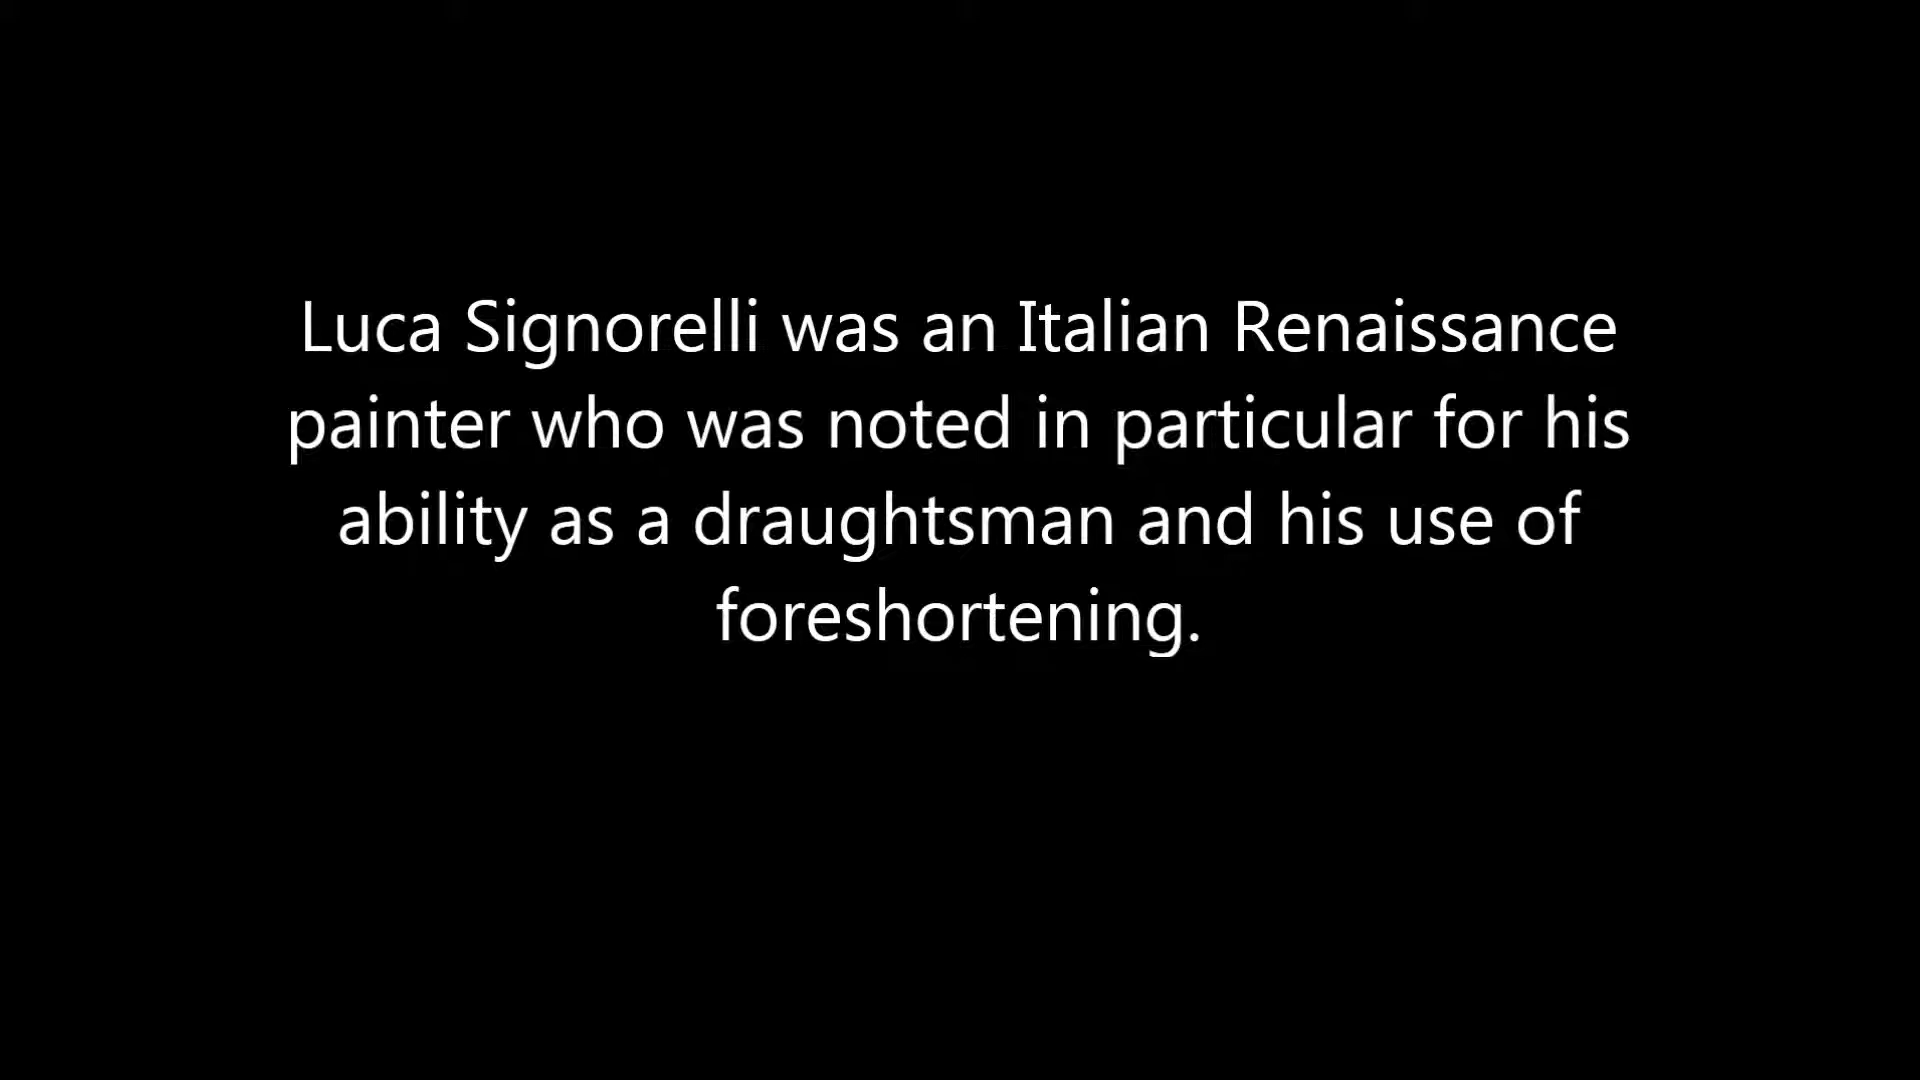 Luca Signorelli was an Italian Renaissance
painter who was noted in particular for his
ability as a draughtsman and his use of
foreshortening.